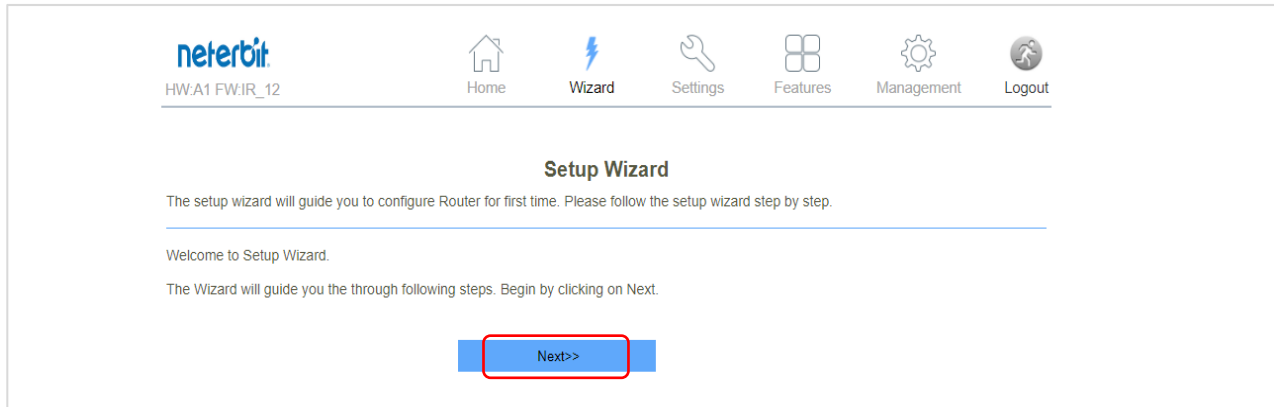 neterbit
HW:A1 FW:IR_12
Home
Wizard
Settings
Features
Management
Logout
Setup Wizard
The setup wizard will guide you to configure Router for first time. Please follow the setup wizard step by step.
Welcome to Setup Wizard.
The Wizard will guide you the through following steps. Begin by clicking on Next.
Next>>